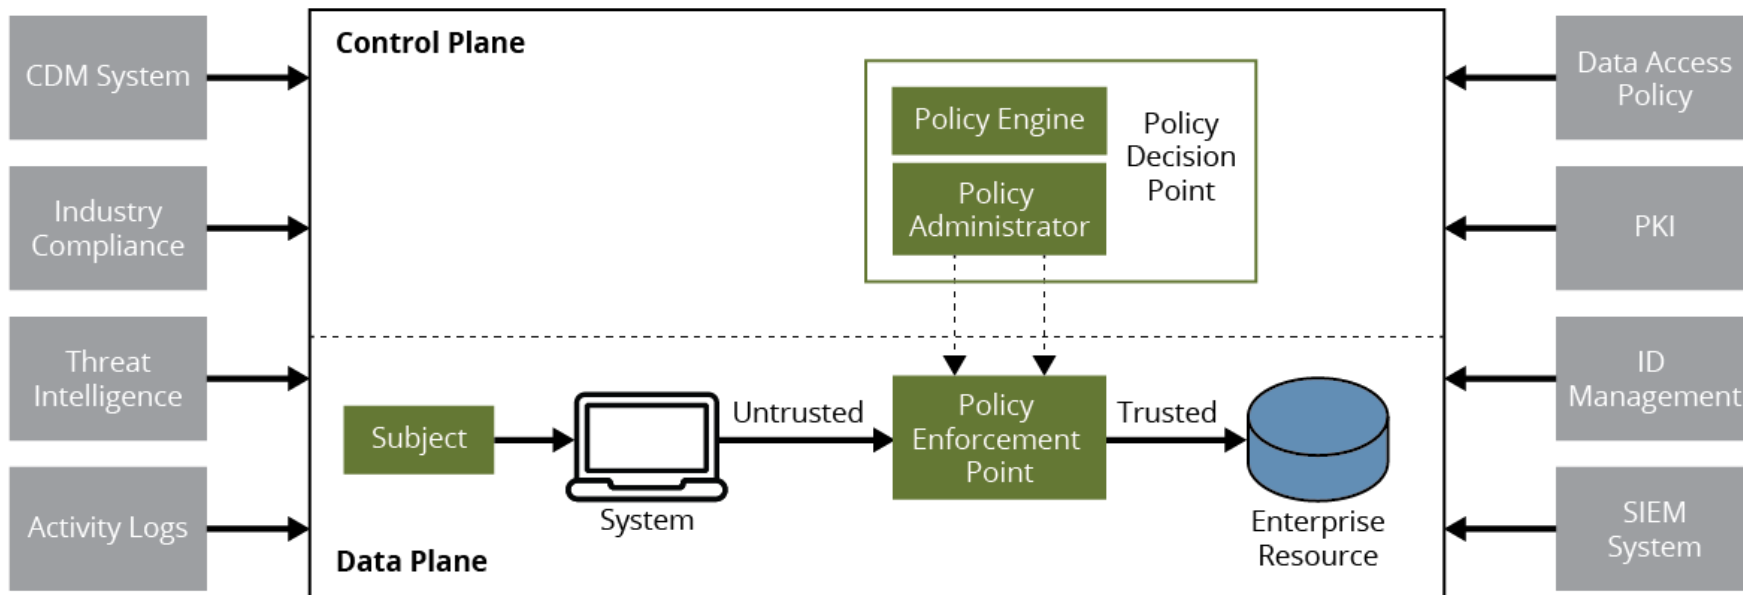 CDM System
Industry
Compliance
Threat
Intelligence
Activity Logs
Control Plane
Policy Engine
Policy
Administrator
Policy
Decision
Point
Subject
System
Untrusted
Policy
Enforcement
Point
Trusted
Enterprise
Resource
Data Plane
Data Access
Policy
PKI
ID
Management
SIEM
System